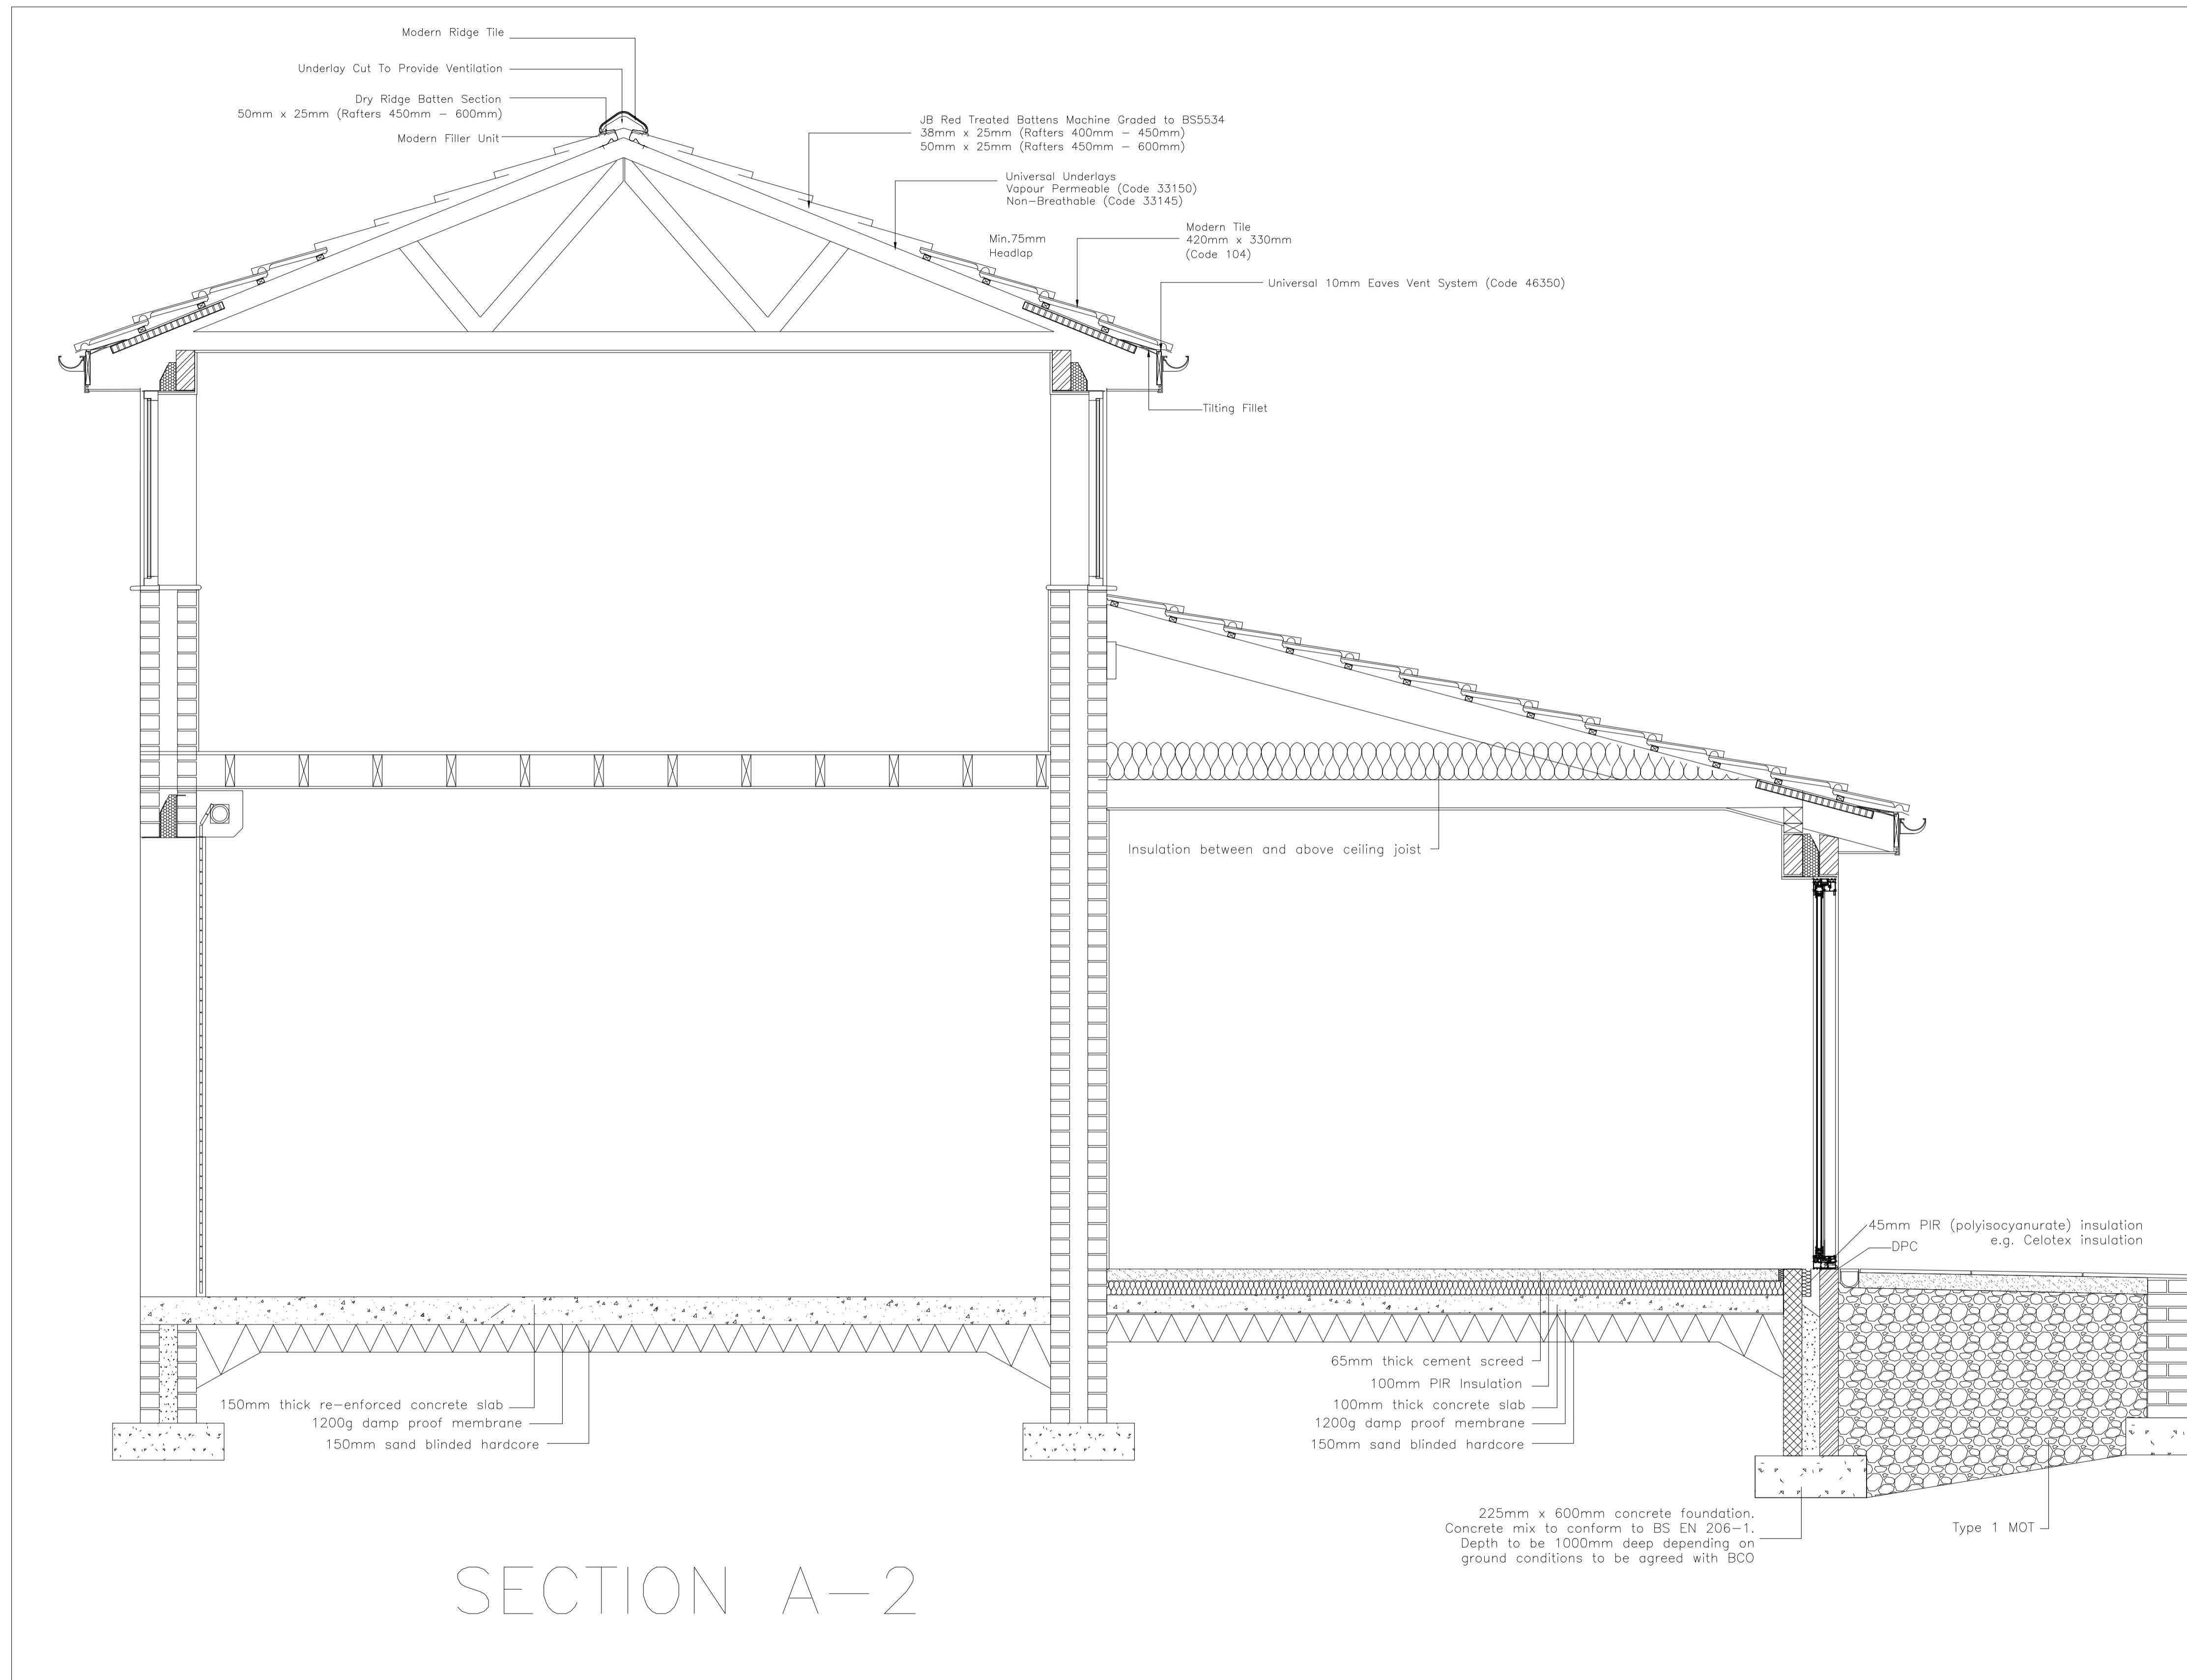 Modern Ridge Tile
Underlay Cut To Provide Ventilation
Dry Ridge Batten Section
50mm x 25mm (Rafters 450mm - 600mm)
Modern Filler Unit
JB Red Treated Battens Machine Graded to BS5534
38mm x 25mm (Rafters 400mm - 450mm)
50mm x 25mm (Rafters 450mm - 600mm)
Universal Underlays
Vapour Permeable (Code 33150)
Non-Breathable (Code 33145)
Min.75mm
Headlap
Modern Tile
420mm x 330mm
(Code 104)
Universal 10mm Eaves Vent System (Code 46350)
Tilting Fillet
Insulation between and above ceiling joist
45mm PIR (polyisocyanurate) insulation
e.g. Celotex insulation
DPC
65mm thick cement screed
100mm PIR Insulation
100mm thick concrete slab
1200g damp proof membrane
150mm sand blinded hardcore
150mm thick re-enforced concrete slab
1200g damp proof membrane
150mm sand blinded hardcore
225mm x 600mm concrete foundation.
Concrete mix to conform to BS EN 206-1.
Depth to be 1000mm deep depending on
ground conditions to be agreed with BCO
Type 1 MOT
SECTION A-2